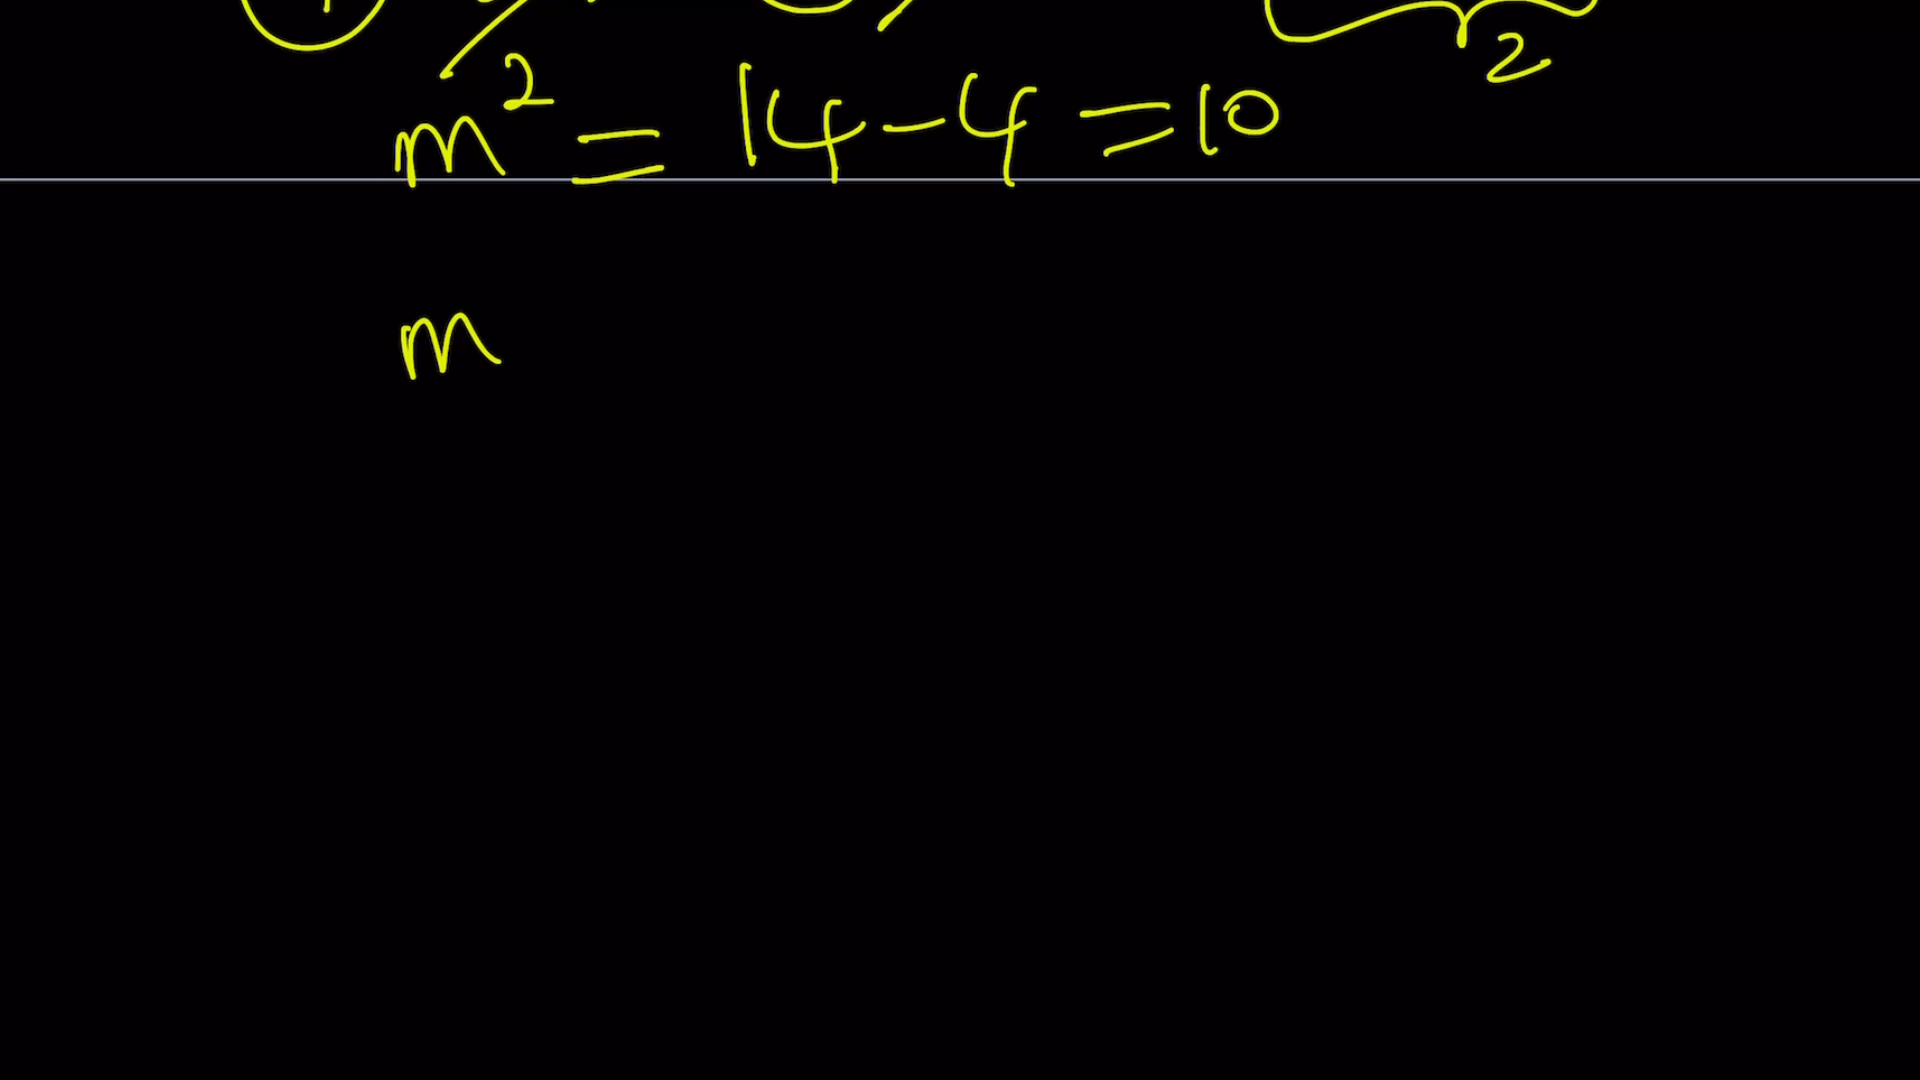 2
m² = 14 - 4 = 10
m